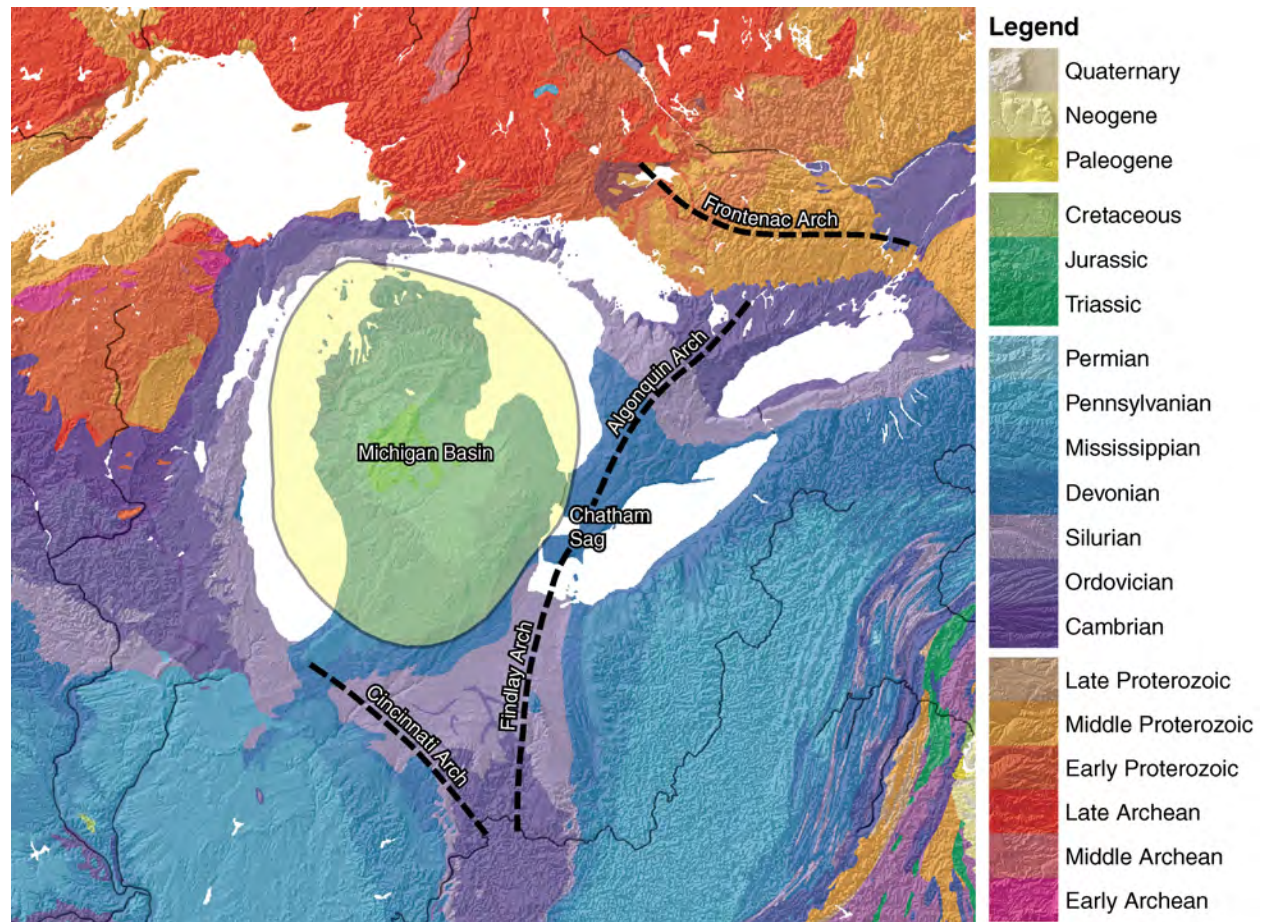 Frontenac Arch
Algonquin Arch
Michigan Basin
Chatham
Sag
Findlay Arch
Cincinnati Arch
Legend
Quaternary
Neogene
Paleogene
Cretaceous
Jurassic
Triassic
Permian
Pennsylvanian
Mississippian
Devonian
Silurian
Ordovician
Cambrian
Late Proterozoic
Middle Proterozoic
Early Proterozoic
Late Archean
Middle Archean
Early Archean